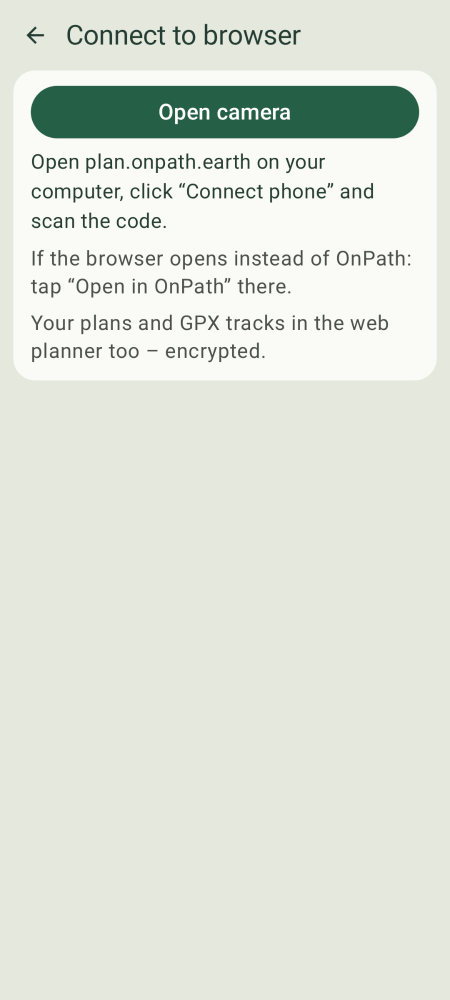 Connect to browser
Open camera
Open plan.onpath.earth on your
computer, click “Connect phone” and
scan the code.
If the browser opens instead of OnPath:
tap “Open in OnPath” there.
Your plans and GPX tracks in the web
planner too – encrypted.